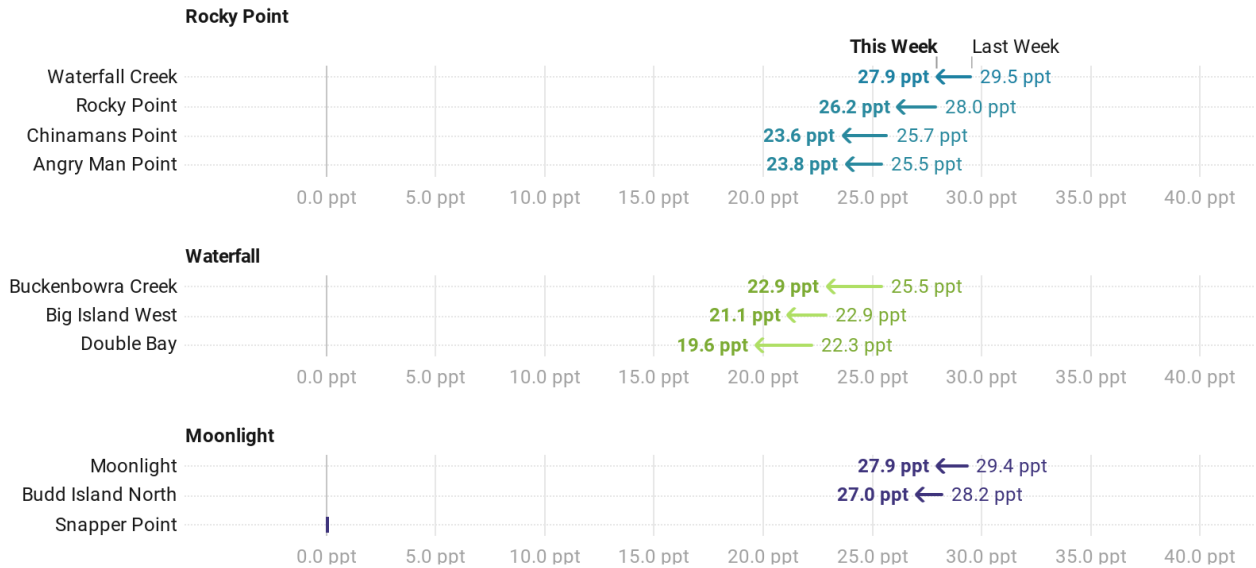 Rocky Point
This Week Last Week
Waterfall Creek 27.9 ppt 29.5 ppt
Rocky Point 26.2 ppt 28.0 ppt
Chinamans Point 23.6 ppt 25.7 ppt
Angry Man Point 23.8 ppt 25.5 ppt
0.0 ppt 5.0 ppt 10.0 ppt 15.0 ppt 20.0 ppt 25.0 ppt 30.0 ppt 35.0 ppt 40.0 ppt
Waterfall
Buckenbowra Creek 22.9 ppt 25.5 ppt
Big Island West 21.1 ppt 22.9 ppt
Double Bay 19.6 ppt 22.3 ppt
0.0 ppt 5.0 ppt 10.0 ppt 15.0 ppt 20.0 ppt 25.0 ppt 30.0 ppt 35.0 ppt 40.0 ppt
Moonlight
Moonlight 27.9 ppt 29.4 ppt
Budd Island North 27.0 ppt 28.2 ppt
Snapper Point
0.0 ppt 5.0 ppt 10.0 ppt 15.0 ppt 20.0 ppt 25.0 ppt 30.0 ppt 35.0 ppt 40.0 ppt